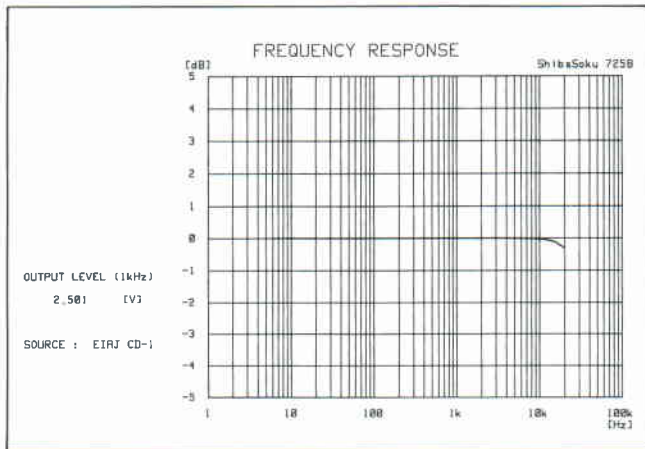 FREQUENCY RESPONSE
[dB]
ShibaSoku 725B
5
4
3
2
1
0
-1
-2
-3
-4
-5
OUTPUT LEVEL (1kHz)
2.501 [V]
SOURCE : EIAJ CD-1
1 10 100 1k 10k 100k
[Hz]